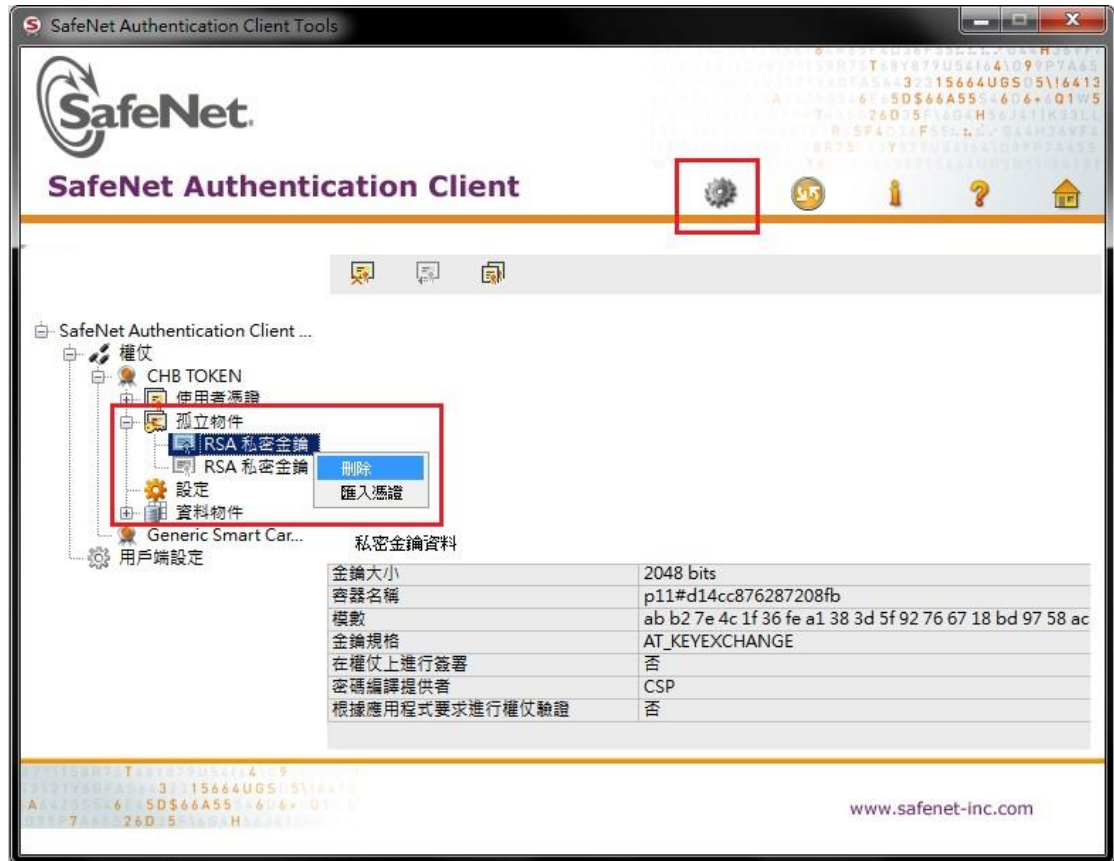 SafeNet Authentication Client Tools
SafeNet.
SafeNet Authentication Client
SafeNet Authentication Client ...
權仗
CHB TOKEN
使用者憑證
孤立物件
RSA 私密金鑰
RSA 私密金鑰
刪除
匯入憑證
設定
資料物件
Generic Smart Car...
用戶端設定
私密金鑰資料
金鑰大小 2048 bits
容器名稱 p11#d14cc876287208fb
模數 ab b2 7e 4c 1f 36 fe a1 38 3d 5f 92 76 67 18 bd 97 58 ac
金鑰規格 AT_KEYEXCHANGE
在權仗上進行簽署 否
密碼編譯提供者 CSP
根據應用程式要求進行權仗驗證 否
www.safenet-inc.com